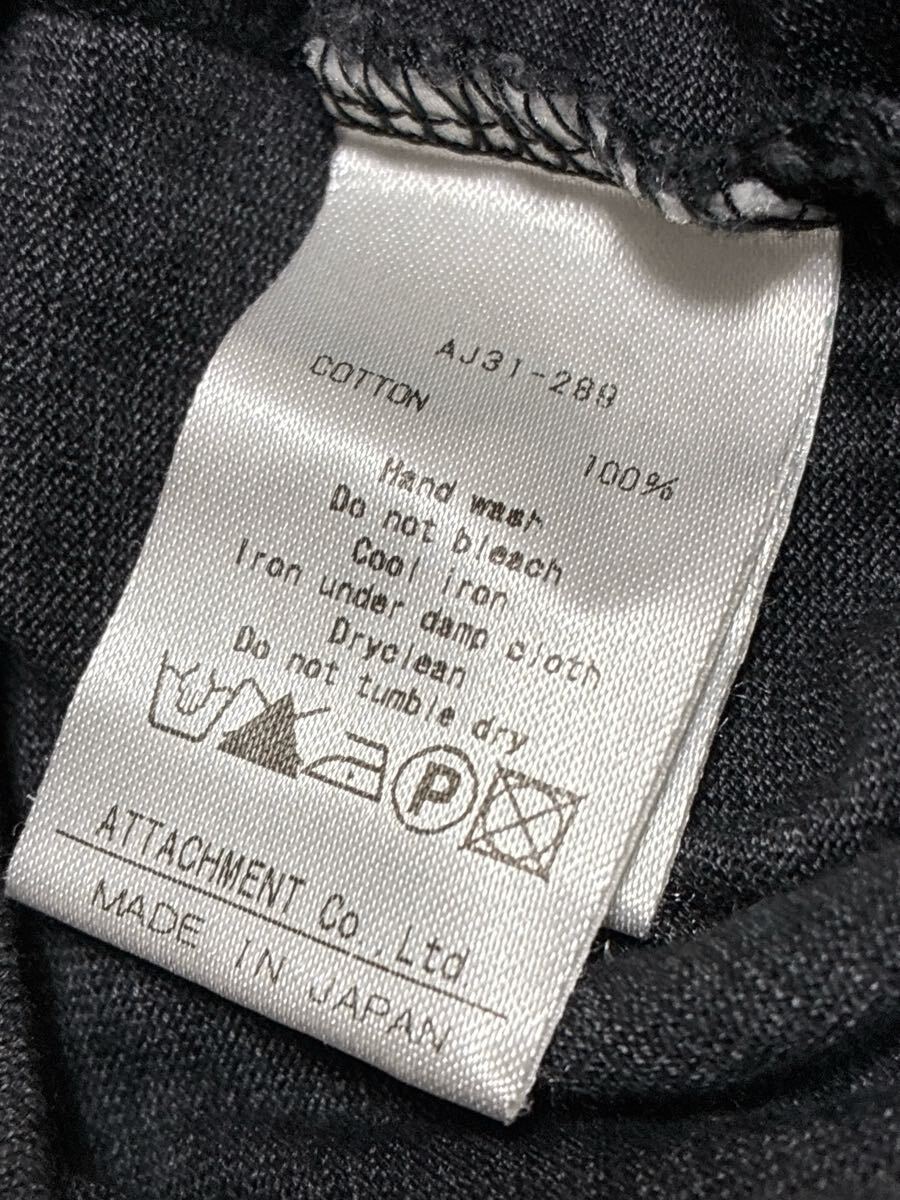 AJ31-289
COTTON 100%
Hand wash
Do not bleach
Cool iron
Iron under damp cloth
Dryclean
Do not tumble dry
P
ATTACHMENT Co.,Ltd.
MADE IN JAPAN